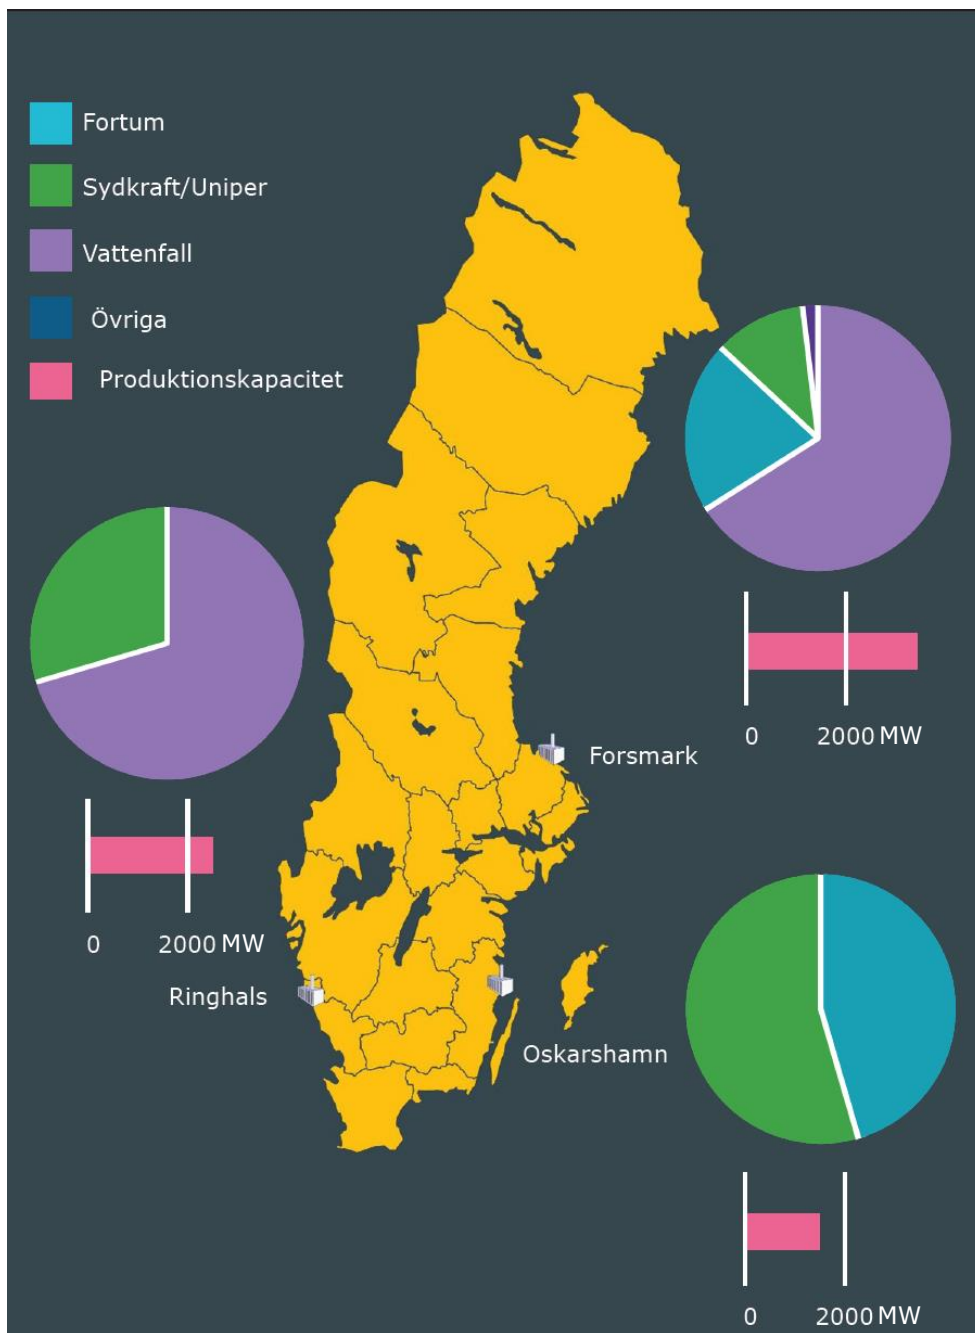 Fortum
Sydkraft/Uniper
Vattenfall
Övriga
Produktionskapacitet
0 2000 MW
Forsmark
0 2000 MW
Ringhals
Oskarshamn
0 2000 MW